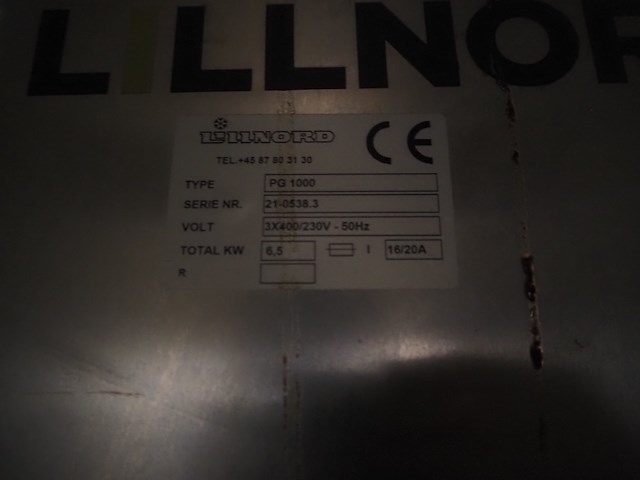 LILLNOR
LILLNORD
TEL.+45 87 80 31 30
CE
TYPE PG 1000
SERIE NR. 21-0538.3
VOLT 3X400/230V - 50Hz
TOTAL KW 6,5 I 16/20A
R